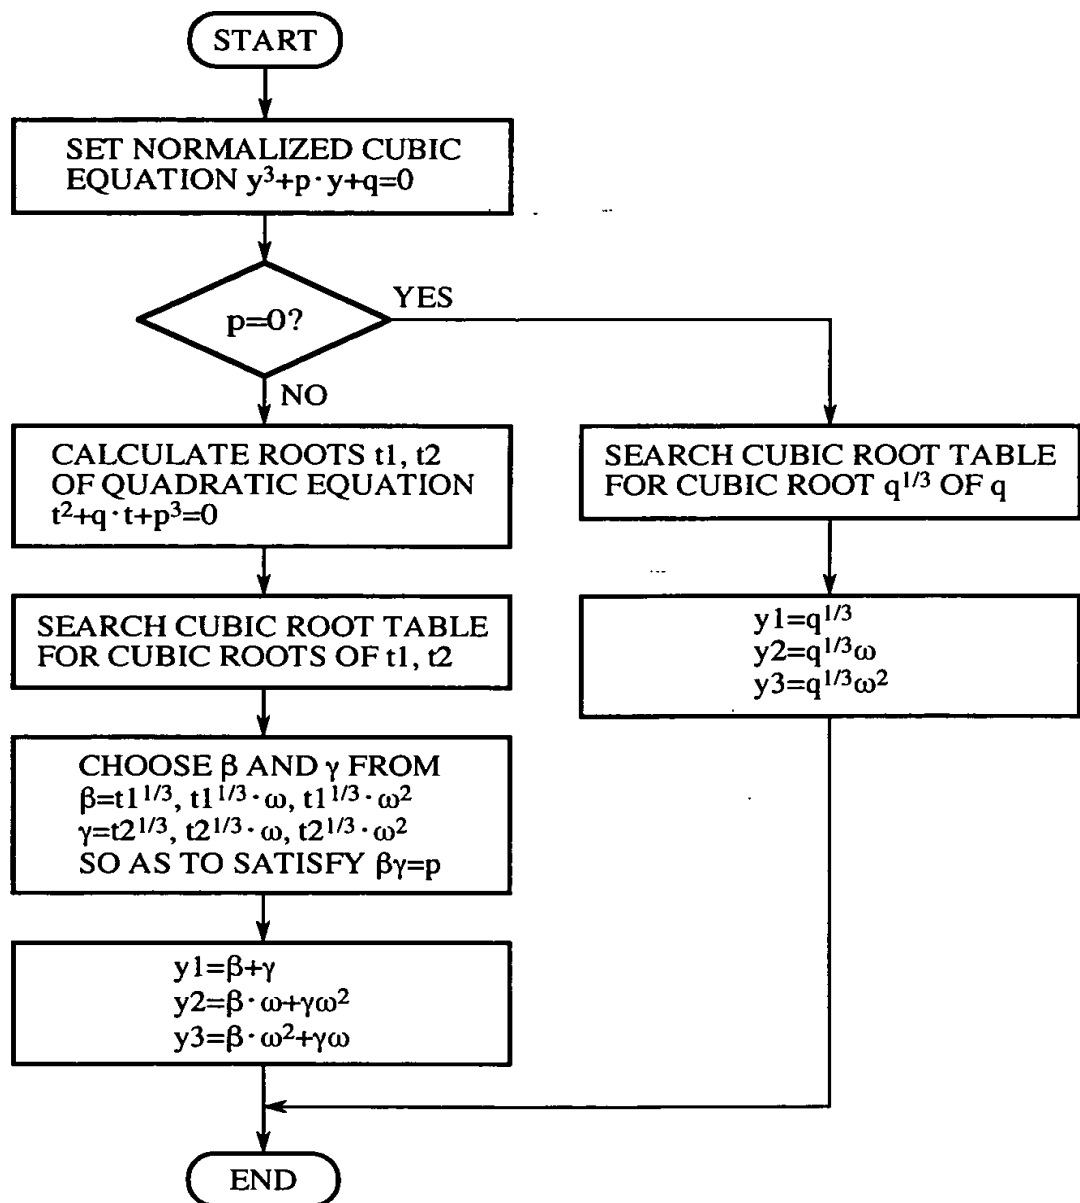 START
SET NORMALIZED CUBIC
EQUATION y³+p·y+q=0
p=0?
YES
NO
CALCULATE ROOTS t1, t2
OF QUADRATIC EQUATION
t²+q·t+p³=0
SEARCH CUBIC ROOT TABLE
FOR CUBIC ROOTS OF t1, t2
CHOOSE β AND γ FROM
β=t1^1/3, t1^1/3·ω, t1^1/3·ω²
γ=t2^1/3, t2^1/3·ω, t2^1/3·ω²
SO AS TO SATISFY βγ=p
y1=β+γ
y2=β·ω+γω²
y3=β·ω²+γω
SEARCH CUBIC ROOT TABLE
FOR CUBIC ROOT q^1/3 OF q
y1=q^1/3
y2=q^1/3ω
y3=q^1/3ω²
END